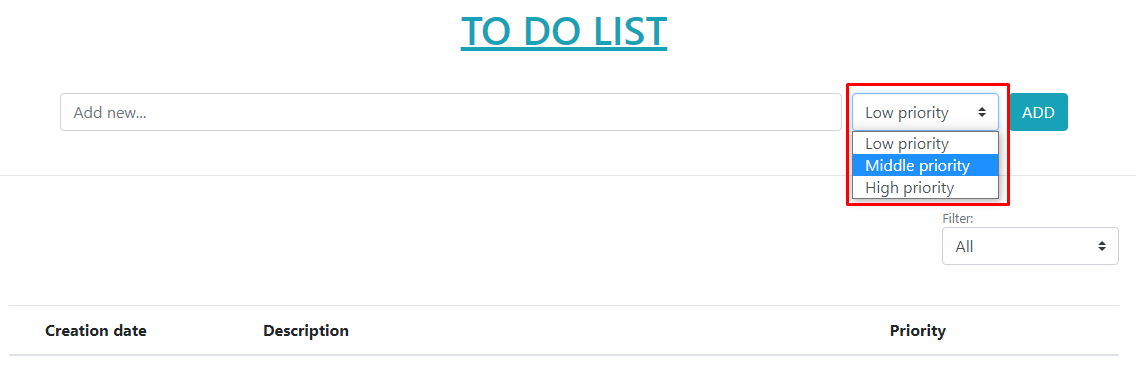 TO DO LIST
Add new... Low priority ADD
Low priority
Middle priority
High priority
Filter:
All
Creation date Description Priority